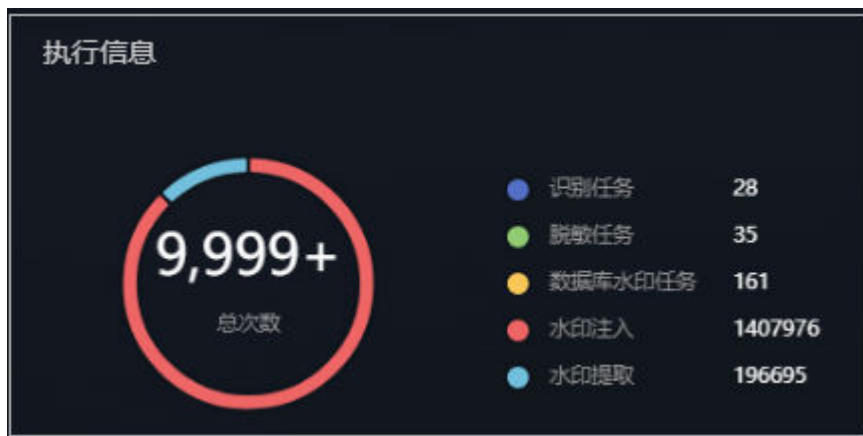 执行信息
9,999+
总次数
识别任务 28
脱敏任务 35
数据库水印任务 161
水印注入 1407976
水印提取 196695